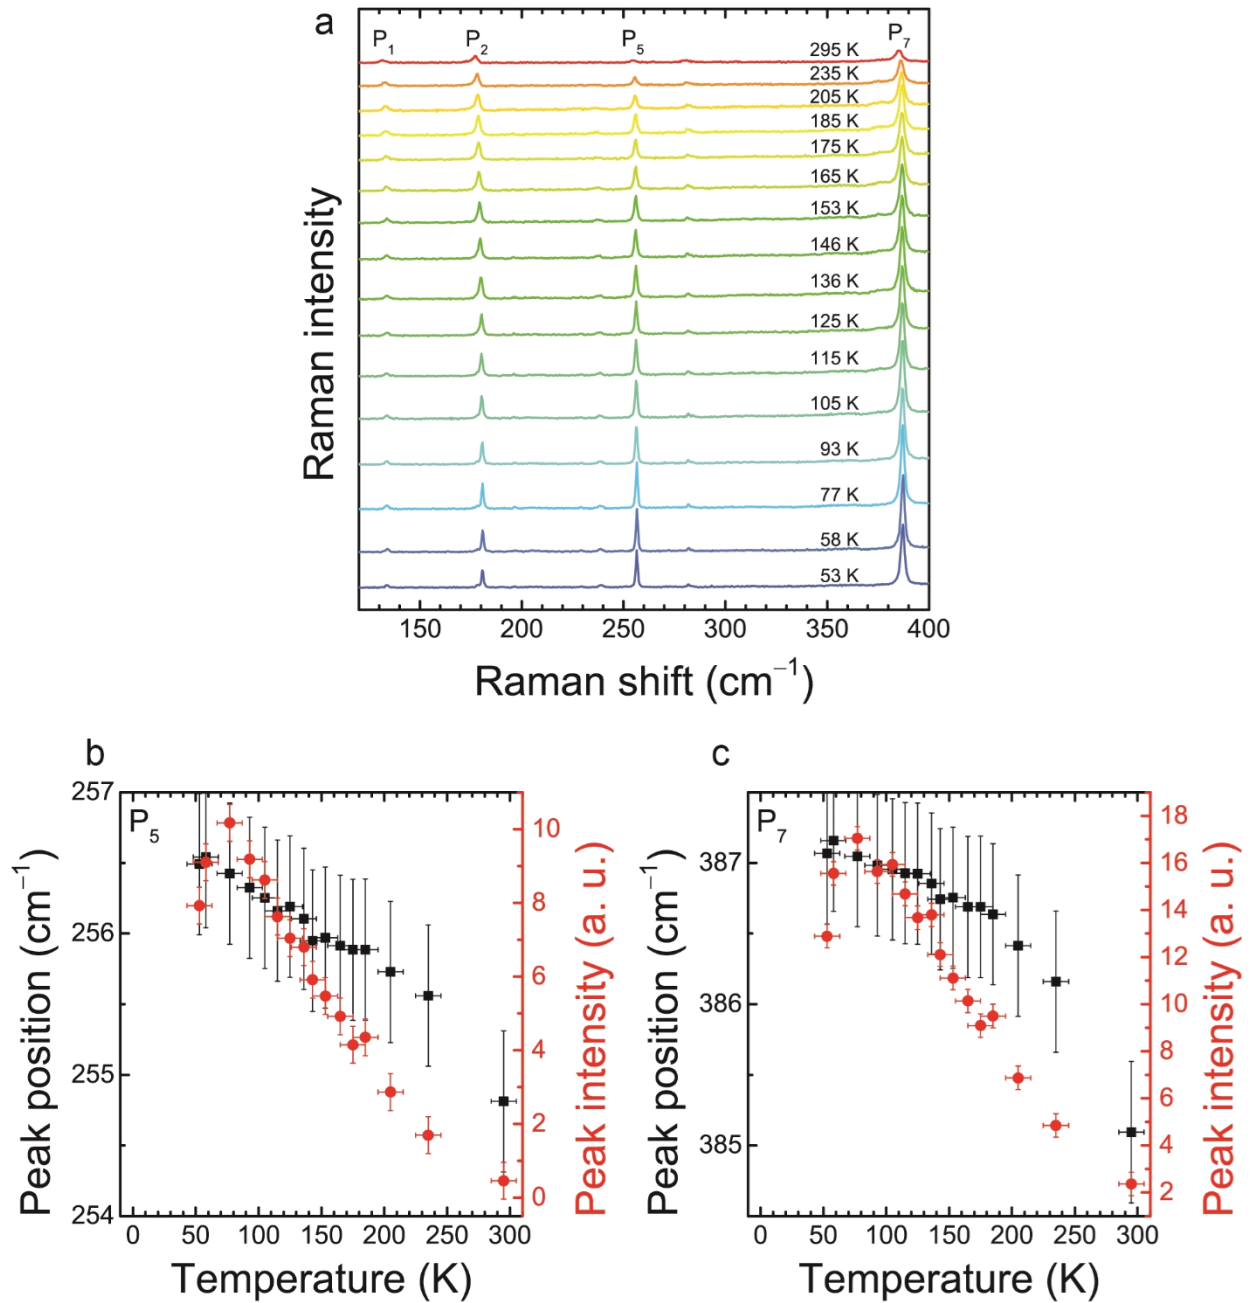 a
P₁ P₂ P₅ P₇
295 K
235 K
205 K
185 K
175 K
165 K
153 K
146 K
136 K
125 K
115 K
105 K
93 K
77 K
58 K
53 K
Raman intensity
150 200 250 300 350 400
Raman shift (cm⁻¹)
b
P₅
257
256
255
254
Peak position (cm⁻¹)
10
8
6
4
2
0
Peak intensity (a. u.)
0 50 100 150 200 250 300
Temperature (K)
c
P₇
387
386
385
Peak position (cm⁻¹)
18
16
14
12
10
8
6
4
2
Peak intensity (a. u.)
0 50 100 150 200 250 300
Temperature (K)